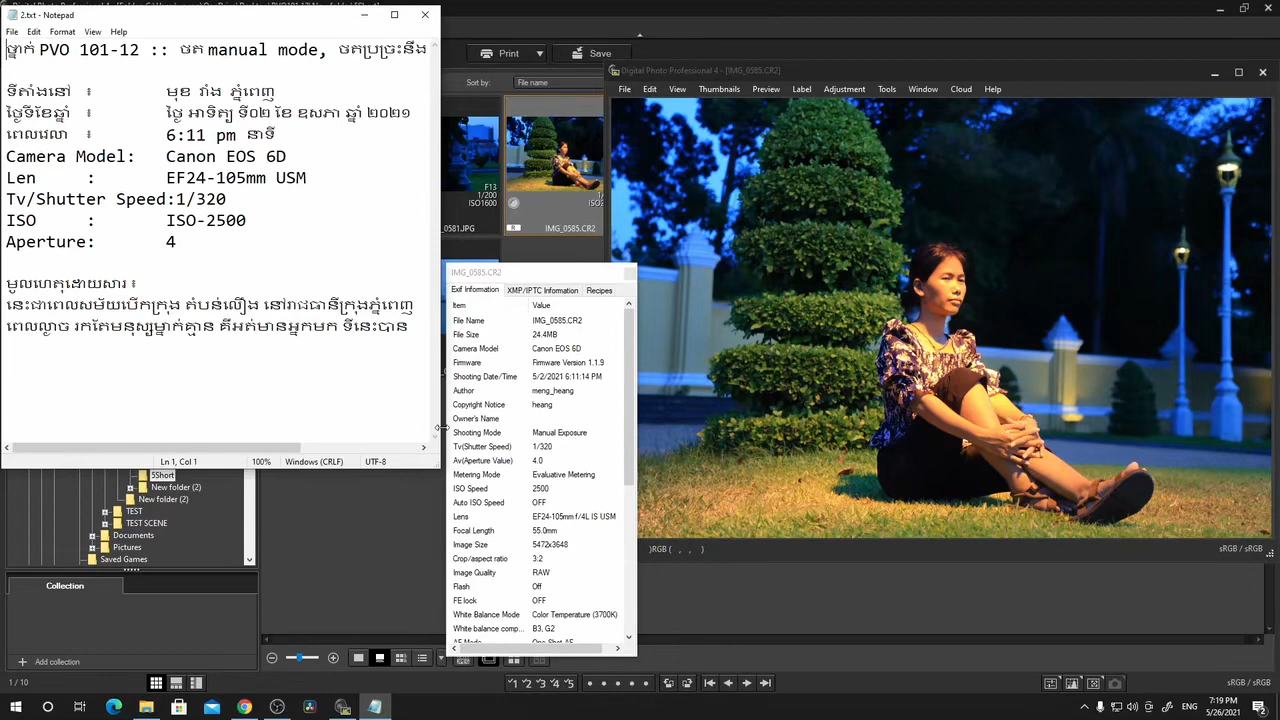 2.txt - Notepad
File Edit Format View Help
ថ្នាក់ PVO 101-12 :: ថត manual mode, ថតប្រច្រះនឹង
ទីតាំងនៅ ៖ មុខ វាំង ភ្នំពេញ
ថ្ងៃទីខែឆ្នាំ ៖ ថ្ងៃ អាទិត្យ ទី០២ ខែ ឧសភា ឆ្នាំ ២០២១
ពេលវេលា ៖ 6:11 pm នាទី
Camera Model: Canon EOS 6D
Len : EF24-105mm USM
Tv/Shutter Speed:1/320
ISO : ISO-2500
Aperture: 4
មូលហេតុដោយសារ ៖
នេះជាពេលសម័យបើកក្រុង តំបន់លឿង នៅរាជធានីក្រុងភ្នំពេញ
ពេលល្ងាច រកតែមនុស្សម្នាក់គ្មាន គឺអត់មានអ្នកមក ទីនេះបាន
Ln 1, Col 1 100% Windows (CRLF) UTF-8
Print Save
Sort by: File name
F13
1/200
ISO1600
_0581.JPG
IMG_0585.CR2
Digital Photo Professional 4 - [IMG_0585.CR2]
File Edit View Thumbnails Preview Label Adjustment Tools Window Cloud Help
IMG_0585.CR2
Exif Information XMP/IPTC Information Recipes
Item Value
File Name IMG_0585.CR2
File Size 24.4MB
Camera Model Canon EOS 6D
Firmware Firmware Version 1.1.9
Shooting Date/Time 5/2/2021 6:11:14 PM
Author meng_heang
Copyright Notice heang
Owner's Name
Shooting Mode Manual Exposure
Tv(Shutter Speed) 1/320
Av(Aperture Value) 4.0
Metering Mode Evaluative Metering
ISO Speed 2500
Auto ISO Speed OFF
Lens EF24-105mm f/4L IS USM
Focal Length 55.0mm
Image Size 5472x3648
Crop/aspect ratio 3:2
Image Quality RAW
Flash Off
FE lock OFF
White Balance Mode Color Temperature (3700K)
White balance comp... B3, G2
AF Mode One-Shot AF
)RGB ( , , ) sRGB / sRGB
5Short
New folder (2)
New folder (2)
TEST
TEST SCENE
Documents
Pictures
Saved Games
Collection
Add collection
1 / 10
1 2 3 4 5
sRGB / sRGB
7:19 PM
5/26/2021